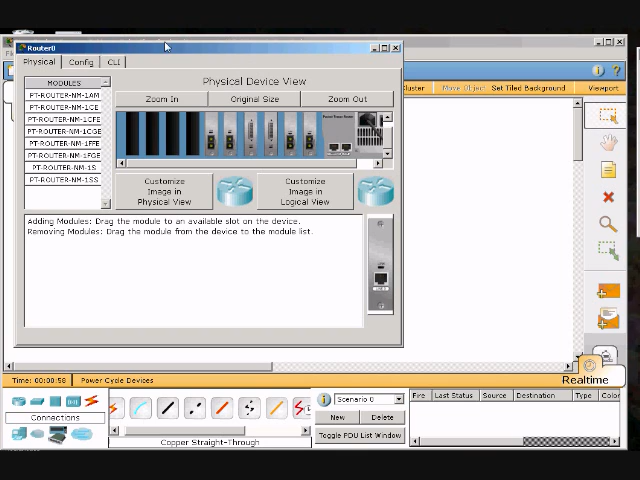 Router0
Physical Config CLI
MODULES
PT-ROUTER-NM-1AM
PT-ROUTER-NM-1CE
PT-ROUTER-NM-1CFE
PT-ROUTER-NM-1CGE
PT-ROUTER-NM-1FFE
PT-ROUTER-NM-1FGE
PT-ROUTER-NM-1S
PT-ROUTER-NM-1SS
Physical Device View
Zoom In Original Size Zoom Out
Customize
Image in
Physical View
Customize
Image in
Logical View
Adding Modules: Drag the module to an available slot on the device.
Removing Modules: Drag the module from the device to the module list.
Cluster Move Object Set Tiled Background Viewport
Time: 00:00:58 Power Cycle Devices
Realtime
Connections
Copper Straight-Through
Scenario 0
New Delete
Toggle PDU List Window
Fire Last Status Source Destination Type Color